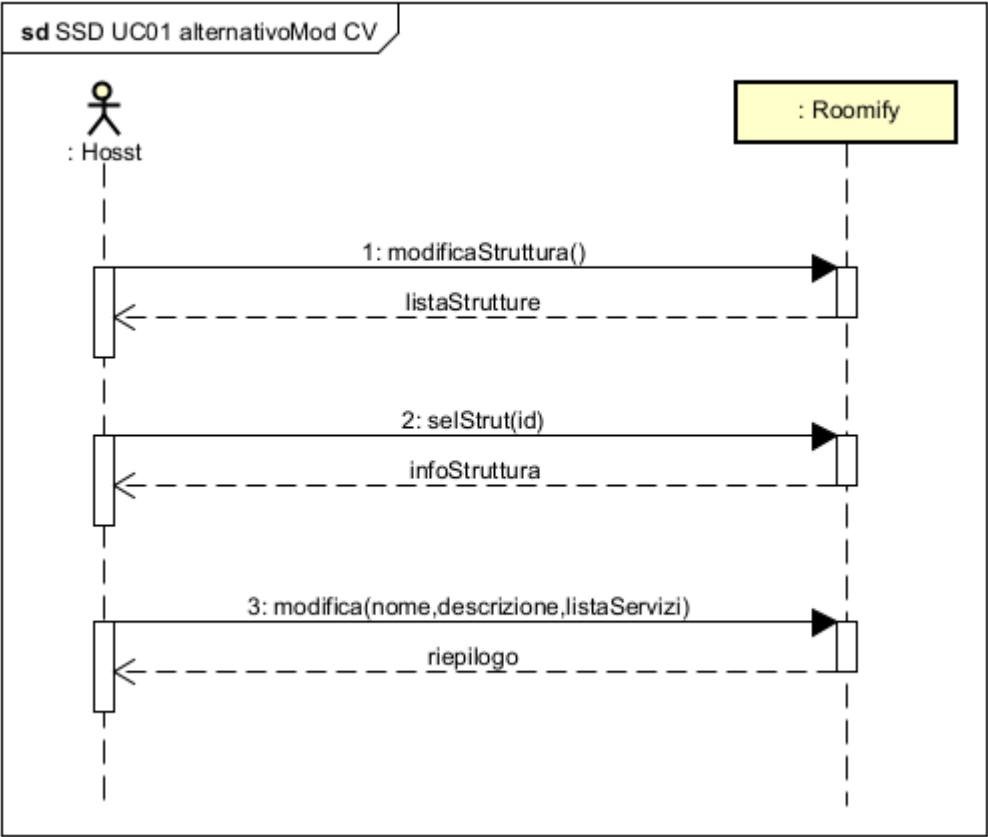 sd SSD UC01 alternativoMod CV
: Hosst
: Roomify
1: modificaStruttura()
listaStrutture
2: selStrut(id)
infoStruttura
3: modifica(nome,descrizione,listaServizi)
riepilogo